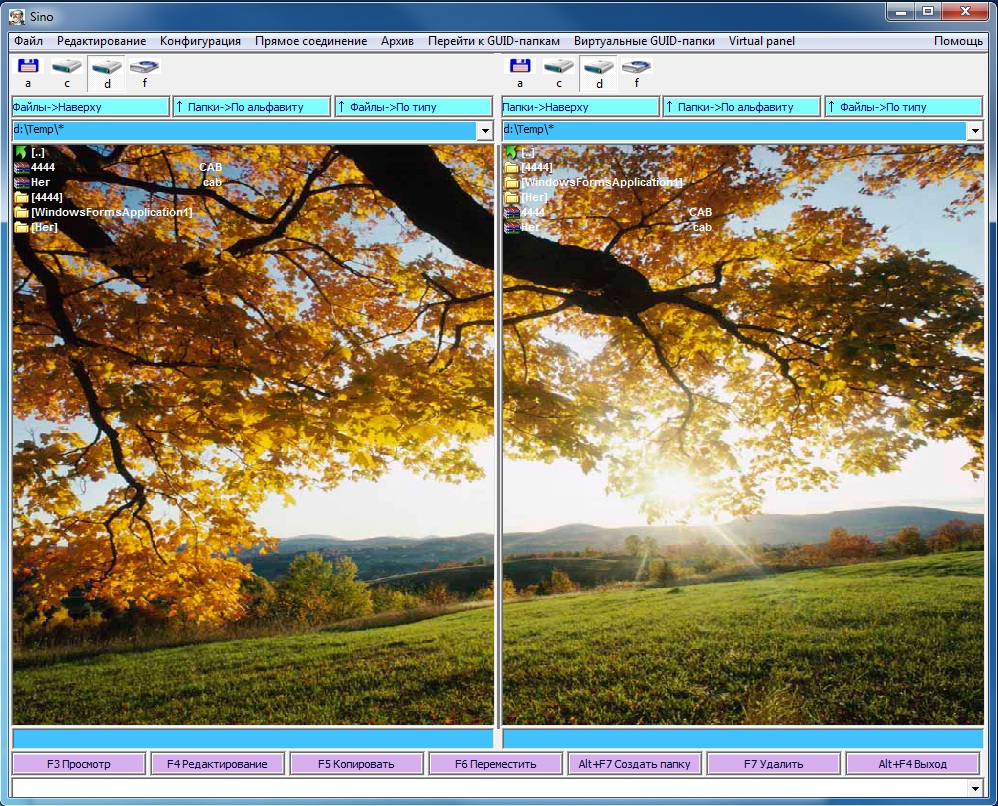 Sino
Файл Редактирование Конфигурация Прямое соединение Архив Перейти к GUID-папкам Виртуальные GUID-папки Virtual panel Помощь
a c d f a c d f
Файлы->Наверху ↑ Папки->По алфавиту ↑ Файлы->По типу Папки->Наверху ↑ Папки->По алфавиту ↑ Файлы->По типу
d:\Temp\* d:\Temp\*
[..] [..]
4444 CAB [4444]
Her cab [WindowsFormsApplication1]
[4444] [Her]
[WindowsFormsApplication1] 4444 CAB
[Her] Her cab
F3 Просмотр F4 Редактирование F5 Копировать F6 Переместить Alt+F7 Создать папку F7 Удалить Alt+F4 Выход